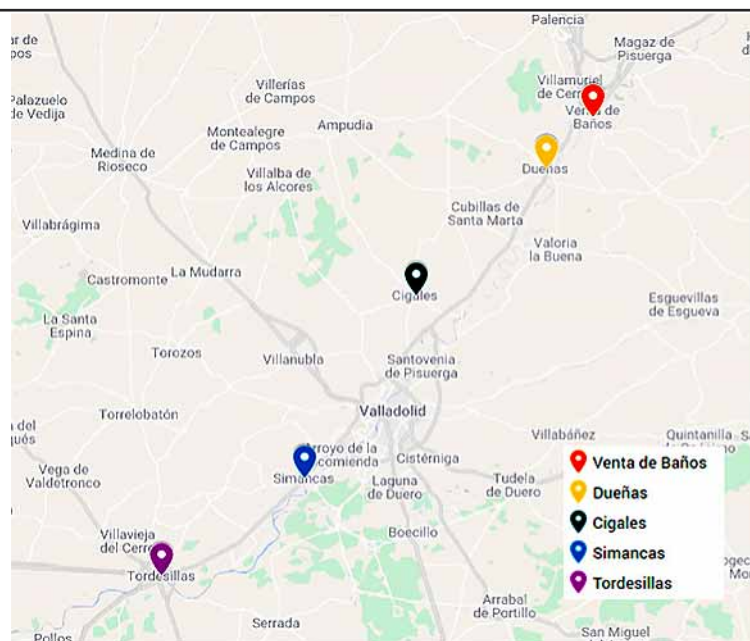 Palencia
Magaz de
Pisuerga
Villerías
de Campos
Villamuriel
de Cerr
Palazuelo
de Vedija
Venta de
Baños
Ampudia
Montealegre
de Campos
Medina de
Rioseco
Dueñas
Villalba de
los Alcores
Cubillas de
Santa Marta
Villabrágima
Valoria
la Buena
La Mudarra
Castromonte
Cigales
Esguevillas
de Esgueva
La Santa
Espina
Torozos
Villanubla
Santovenia
de Pisuerga
Torrelobatón
Valladolid
Villabáñez
Quintanilla
Arroyo de la
comienda
Cistérniga
Vega de
Valdetronco
Simancas
Laguna
de Duero
Tudela
de Duero
Villavieja
del Cerr
Boecillo
Tordesillas
Serrada
Arrabal
de Portillo
Pollos
San Miguel
Venta de Baños
Dueñas
Cigales
Simancas
Tordesillas